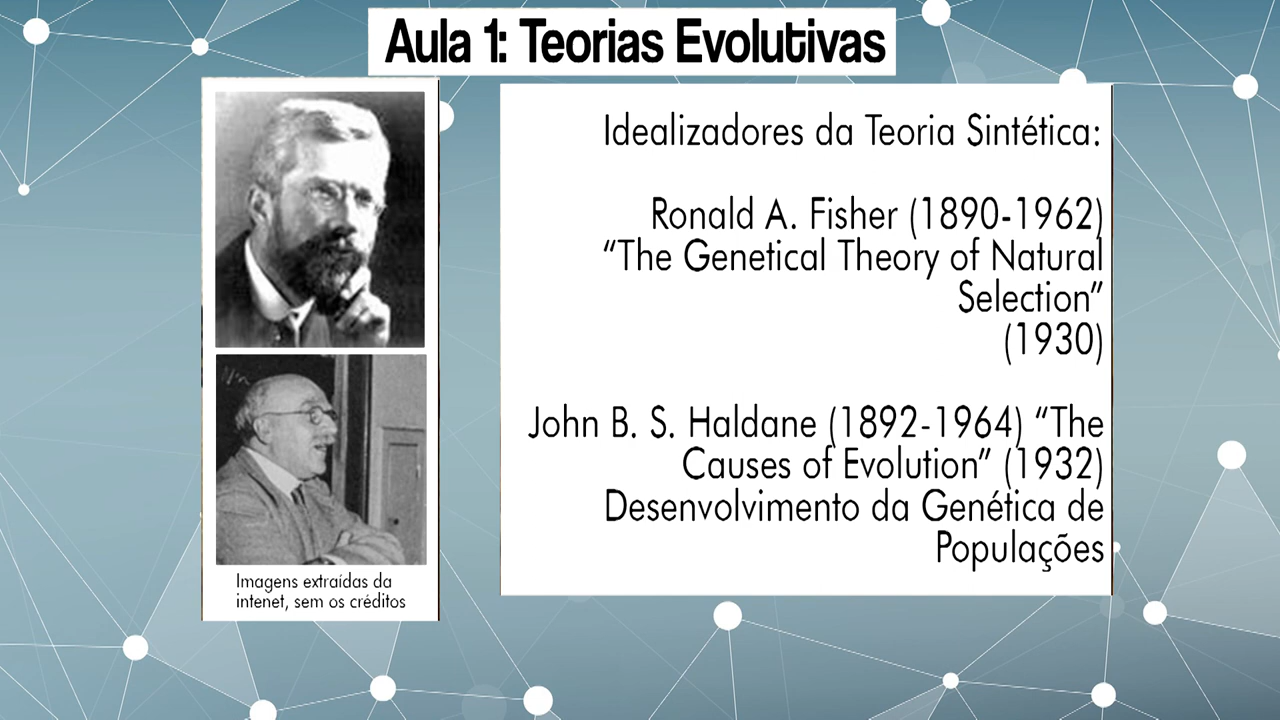 Aula 1: Teorias Evolutivas
Idealizadores da Teoria Sintética:
Ronald A. Fisher (1890-1962)
“The Genetical Theory of Natural
Selection”
(1930)
John B. S. Haldane (1892-1964) “The
Causes of Evolution” (1932)
Desenvolvimento da Genética de
Populações
Imagens extraídas da
intenet, sem os créditos